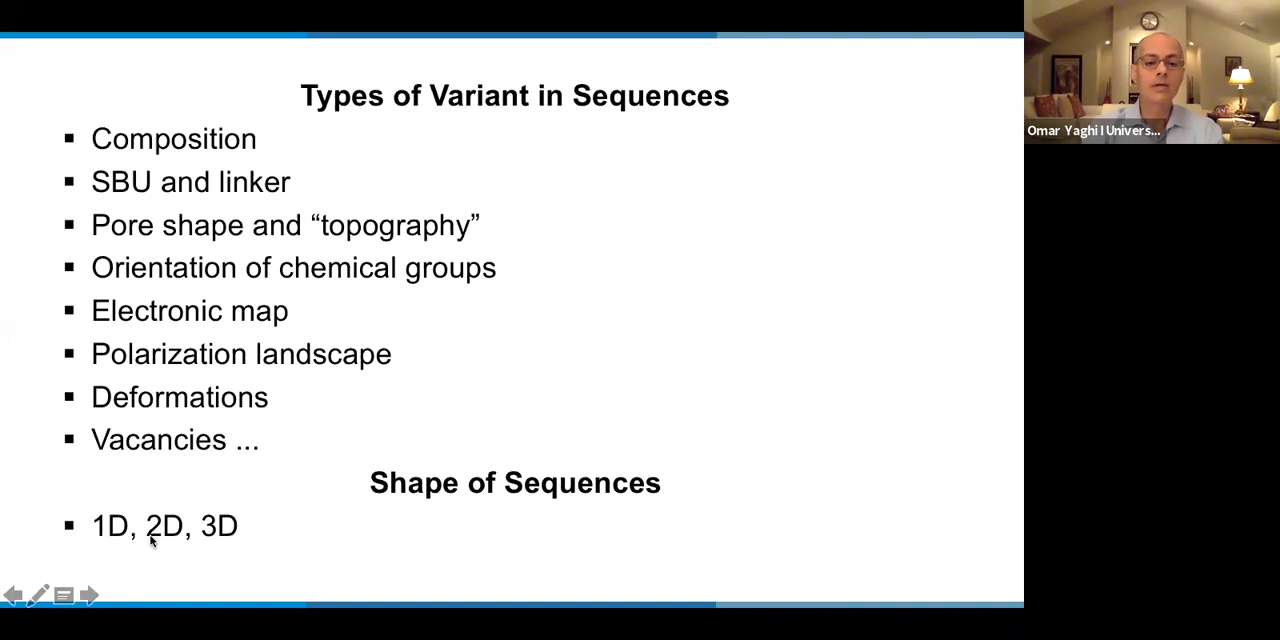 Types of Variant in Sequences
▪ Composition
▪ SBU and linker
▪ Pore shape and “topography”
▪ Orientation of chemical groups
▪ Electronic map
▪ Polarization landscape
▪ Deformations
▪ Vacancies ...
Shape of Sequences
▪ 1D, 2D, 3D
Omar Yaghi I Univers...